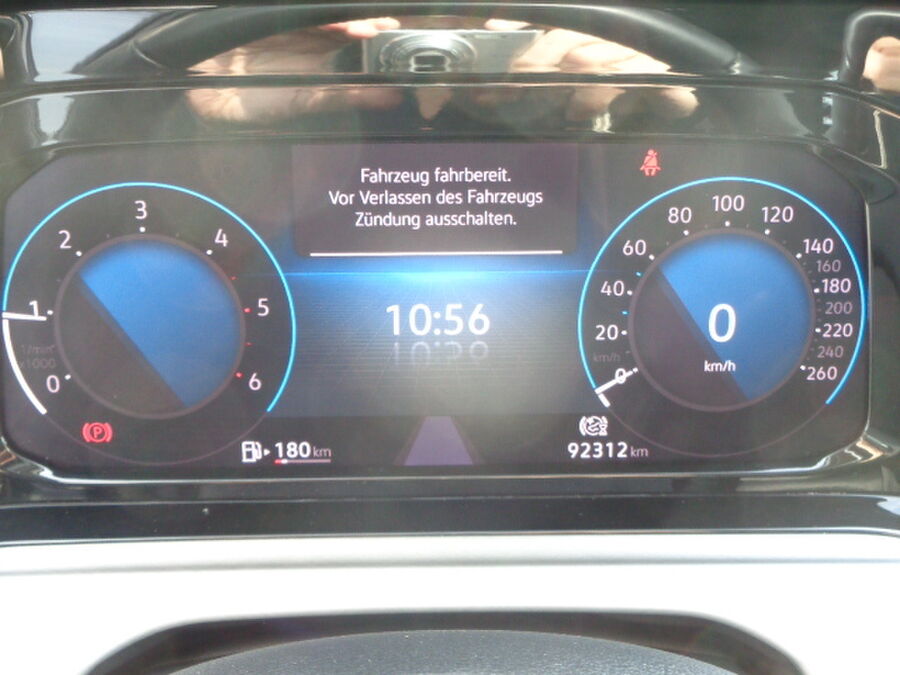 Fahrzeug fahrbereit.
Vor Verlassen des Fahrzeugs
Zündung ausschalten.
0
1
2
3
4
5
6
1/min
x1000
10:56
0
20
40
60
80
100
120
140
160
180
200
220
240
260
km/h
0
km/h
P
180 km
92312 km